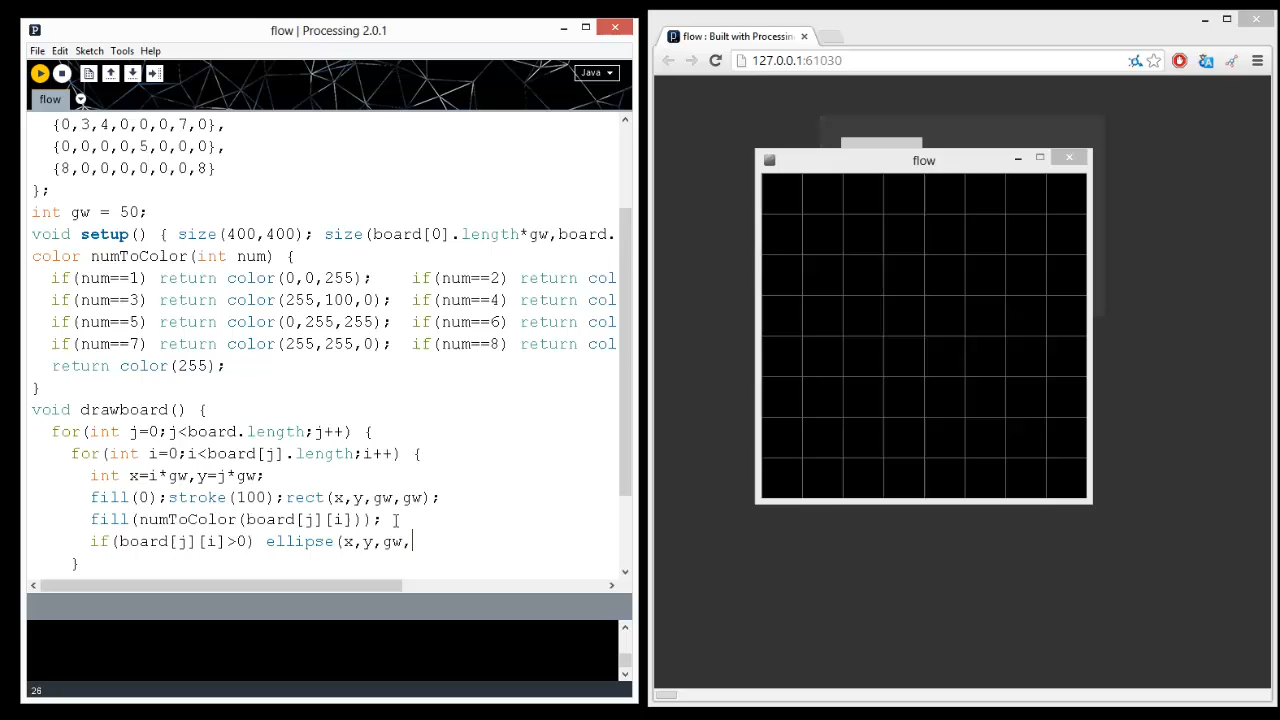 flow | Processing 2.0.1
File Edit Sketch Tools Help
Java
flow
{0,3,4,0,0,0,7,0},
{0,0,0,0,5,0,0,0},
{8,0,0,0,0,0,0,8}
};
int gw = 50;
void setup() { size(400,400); size(board[0].length*gw,board.
color numToColor(int num) {
if(num==1) return color(0,0,255); if(num==2) return col
if(num==3) return color(255,100,0); if(num==4) return col
if(num==5) return color(0,255,255); if(num==6) return col
if(num==7) return color(255,255,0); if(num==8) return col
return color(255);
}
void drawboard() {
for(int j=0;j<board.length;j++) {
for(int i=0;i<board[j].length;i++) {
int x=i*gw,y=j*gw;
fill(0);stroke(100);rect(x,y,gw,gw);
fill(numToColor(board[j][i]));
if(board[j][i]>0) ellipse(x,y,gw,
}
26
flow : Built with Processin
127.0.0.1:61030
flow